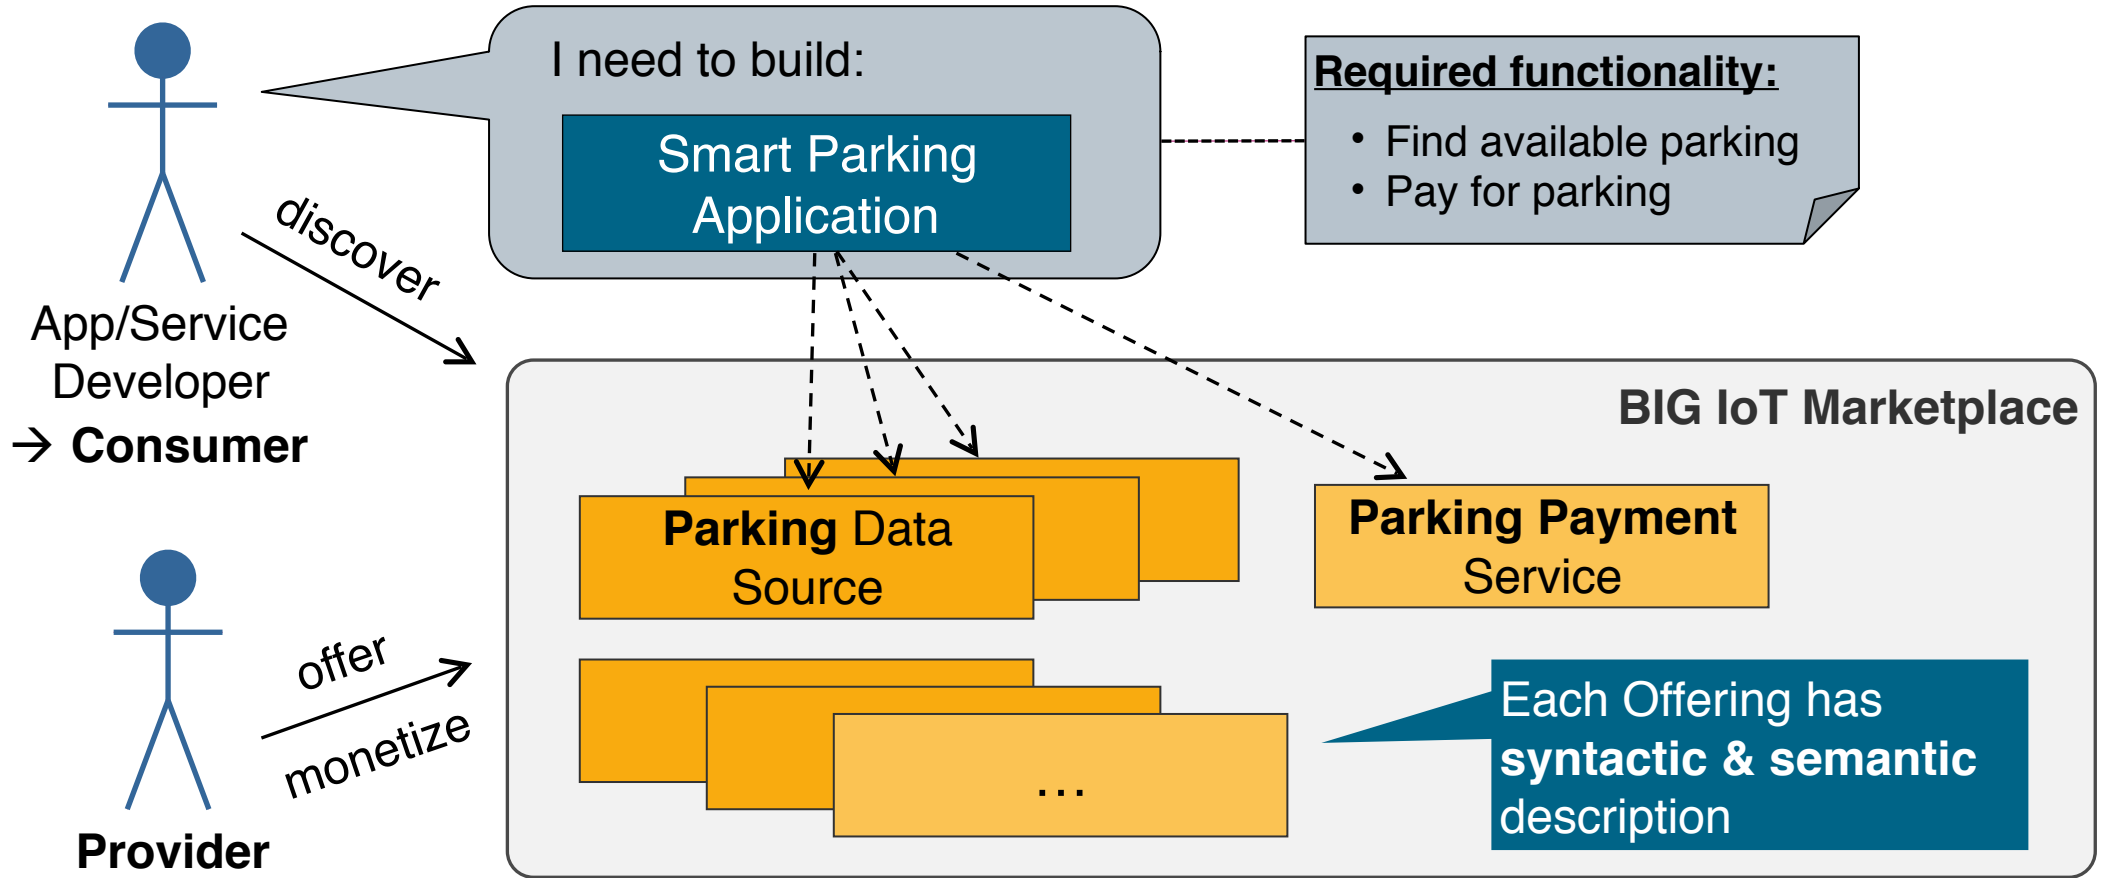 I need to build:
Smart Parking
Application
Required functionality:
• Find available parking
• Pay for parking
discover
App/Service
Developer
→ Consumer
BIG IoT Marketplace
Parking Data
Source
Parking Payment
Service
offer
monetize
Provider
…
Each Offering has
syntactic & semantic
description